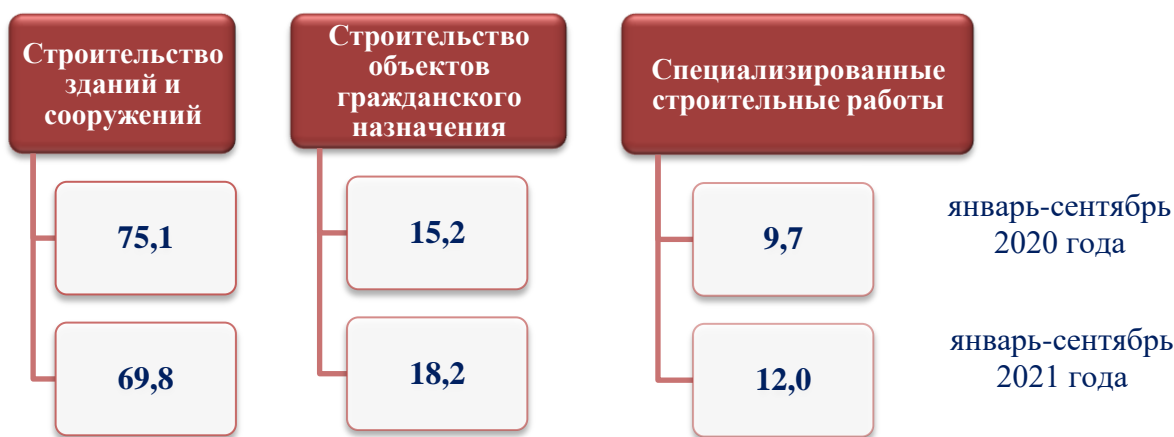 Строительство
зданий и
сооружений
Строительство
объектов
гражданского
назначения
Специализированные
строительные работы
75,1
15,2
9,7
январь-сентябрь
2020 года
69,8
18,2
12,0
январь-сентябрь
2021 года